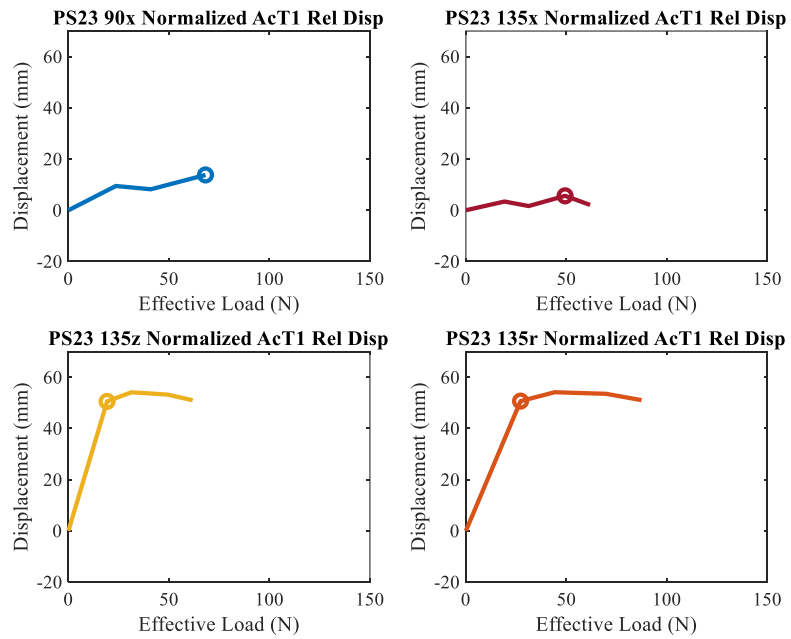 PS23 90x Normalized AcT1 Rel Disp
60
40
20
0
-20
Displacement (mm)
0 50 100 150
Effective Load (N)
PS23 135x Normalized AcT1 Rel Disp
60
40
20
0
-20
Displacement (mm)
0 50 100 150
Effective Load (N)
PS23 135z Normalized AcT1 Rel Disp
60
40
20
0
-20
Displacement (mm)
0 50 100 150
Effective Load (N)
PS23 135r Normalized AcT1 Rel Disp
60
40
20
0
-20
Displacement (mm)
0 50 100 150
Effective Load (N)